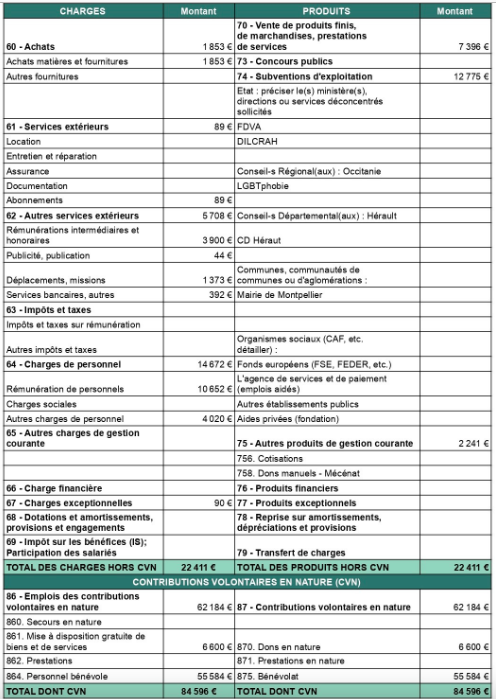 CHARGES Montant PRODUITS Montant
70 - Vente de produits finis,
de marchandises, prestations
60 - Achats 1 853 € de services 7 396 €
Achats matières et fournitures 1 853 € 73 - Concours publics
Autres fournitures 74 - Subventions d'exploitation 12 775 €
Etat : préciser le(s) ministère(s),
directions ou services déconcentrés
sollicités
61 - Services extérieurs 89 € FDVA
Location DILCRAH
Entretien et réparation
Assurance Conseil-s Régional(aux) : Occitanie
Documentation LGBTphobie
Abonnements 89 €
62 - Autres services extérieurs 5 708 € Conseil-s Départemental(aux) : Hérault
Rémunérations intermédiaires et
honoraires 3 900 € CD Héraut
Publicité, publication 44 €
Communes, communautés de
Déplacements, missions 1 373 € communes ou d'aglomérations :
Services bancaires, autres 392 € Mairie de Montpellier
63 - Impôts et taxes
Impôts et taxes sur rémunération
Organismes sociaux (CAF, etc.
Autres impôts et taxes détailler) :
64 - Charges de personnel 14 672 € Fonds européens (FSE, FEDER, etc.)
L'agence de services et de paiement
Rémunération de personnels 10 652 € (emplois aidés)
Charges sociales Autres établissements publics
Autres charges de personnel 4 020 € Aides privées (fondation)
65 - Autres charges de gestion
courante 75 - Autres produits de gestion courante 2 241 €
756. Cotisations
758. Dons manuels - Mécénat
66 - Charge financière 76 - Produits financiers
67 - Charges exceptionnelles 90 € 77 - Produits exceptionnels
68 - Dotations et amortissements, 78 - Reprise sur amortissements,
provisions et engagements dépréciations et provisions
69 - Impôt sur les bénéfices (IS);
Participation des salariés 79 - Transfert de charges
TOTAL DES CHARGES HORS CVN 22 411 € TOTAL DES PRODUITS HORS CVN 22 411 €
CONTRIBUTIONS VOLONTAIRES EN NATURE (CVN)
86 - Emplois des contributions
volontaires en nature 62 184 € 87 - Contributions volontaires en nature 62 184 €
860. Secours en nature
861. Mise à disposition gratuite de
biens et de services 6 600 € 870. Dons en nature 6 600 €
862. Prestations 871. Prestations en nature
864. Personnel bénévole 55 584 € 875. Bénévolat 55 584 €
TOTAL DONT CVN 84 596 € TOTAL DONT CVN 84 596 €